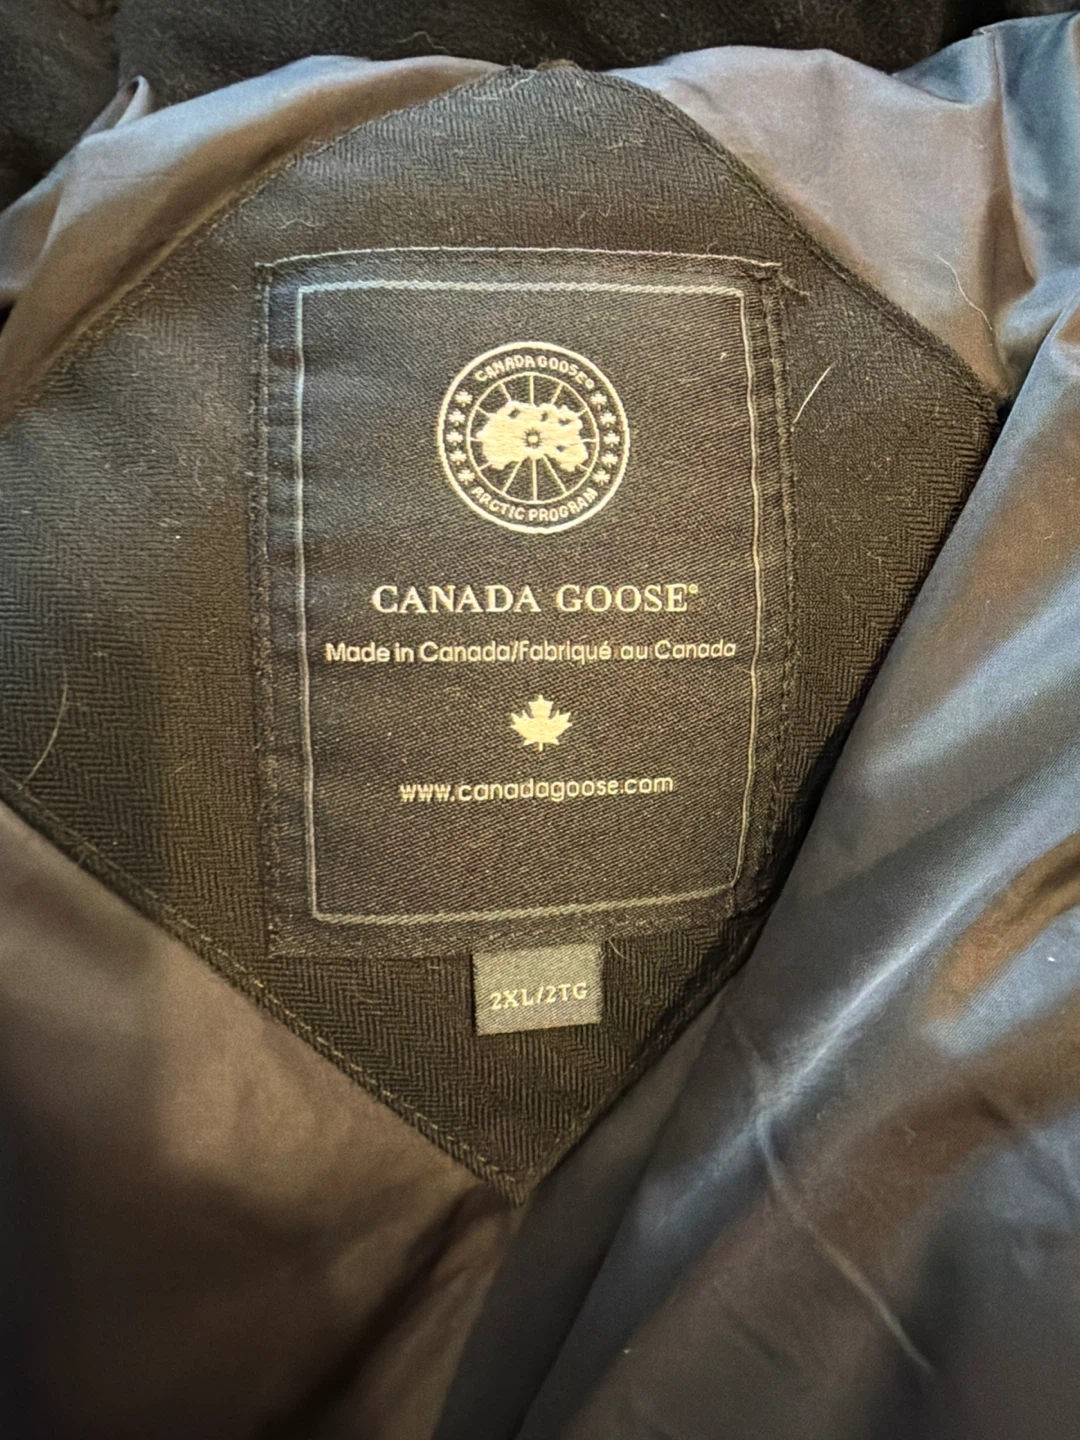 CANADA GOOSE®
ARCTIC PROGRAM
CANADA GOOSE®
Made in Canada/Fabriqué au Canada
www.canadagoose.com
2XL/2TG